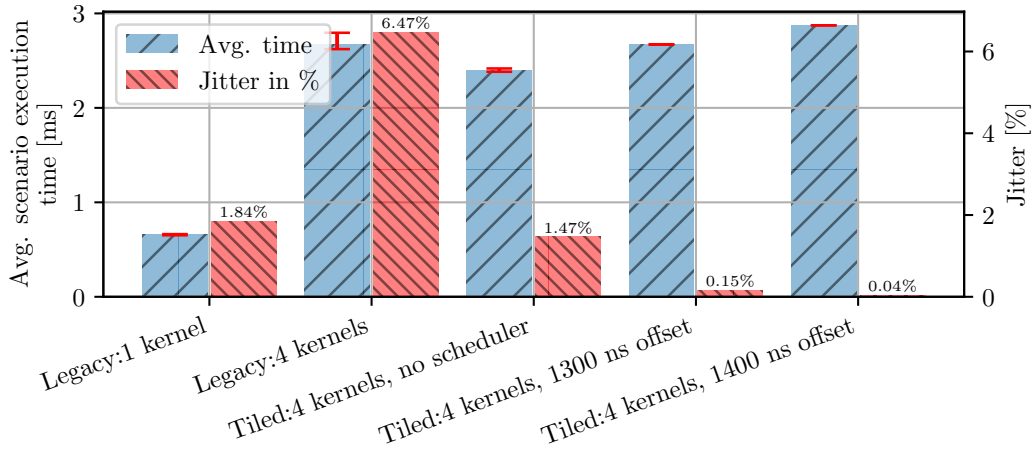 Avg. scenario execution
time [ms]
3
2
1
0
Avg. time
Jitter in %
1.84%
6.47%
1.47%
0.15%
0.04%
6
4
2
0
Jitter [%]
Legacy:1 kernel
Legacy:4 kernels
Tiled:4 kernels, no scheduler
Tiled:4 kernels, 1300 ns offset
Tiled:4 kernels, 1400 ns offset